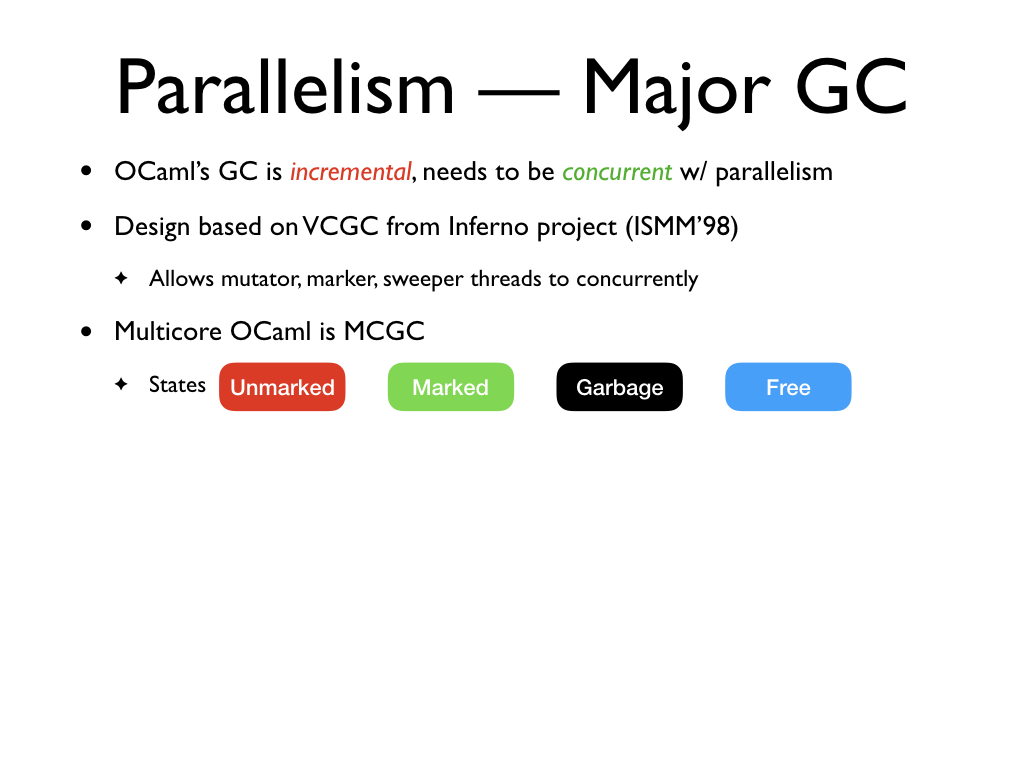 Parallelism — Major GC
• OCaml’s GC is incremental, needs to be concurrent w/ parallelism
• Design based on VCGC from Inferno project (ISMM’98)
✦ Allows mutator, marker, sweeper threads to concurrently
• Multicore OCaml is MCGC
✦ States Unmarked Marked Garbage Free